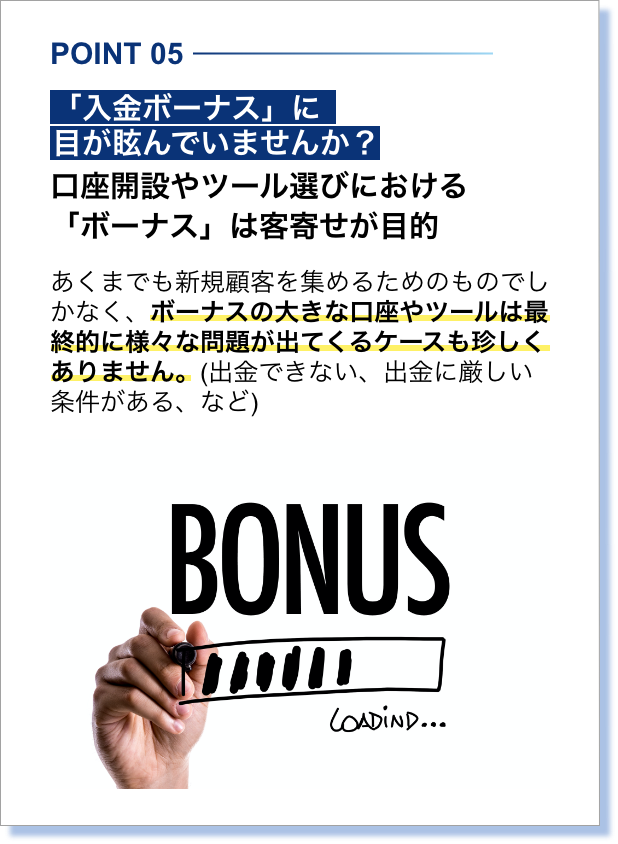 POINT 05
「入金ボーナス」に
目が眩んでいませんか？
口座開設やツール選びにおける
「ボーナス」は客寄せが目的
あくまでも新規顧客を集めるためのものでし
かなく、ボーナスの大きな口座やツールは最
終的に様々な問題が出てくるケースも珍しく
ありません。(出金できない、出金に厳しい
条件がある、など)
BONUS
LOADIND...